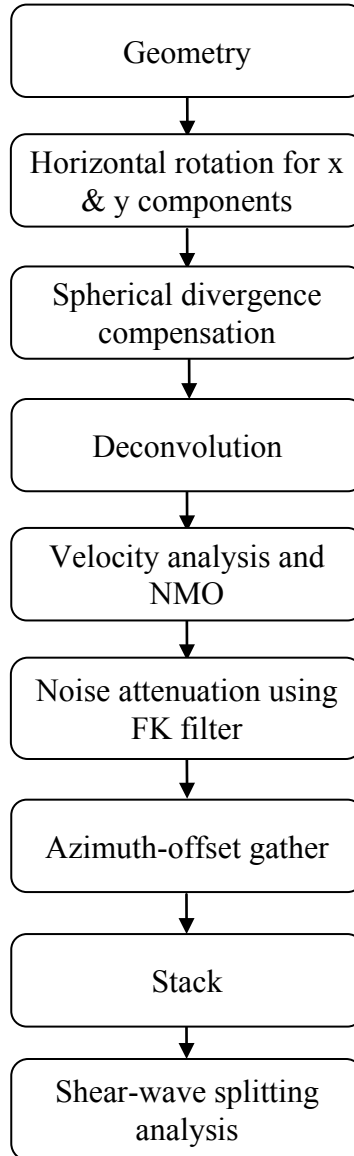 Geometry
Horizontal rotation for x
& y components
Spherical divergence
compensation
Deconvolution
Velocity analysis and
NMO
Noise attenuation using
FK filter
Azimuth-offset gather
Stack
Shear-wave splitting
analysis